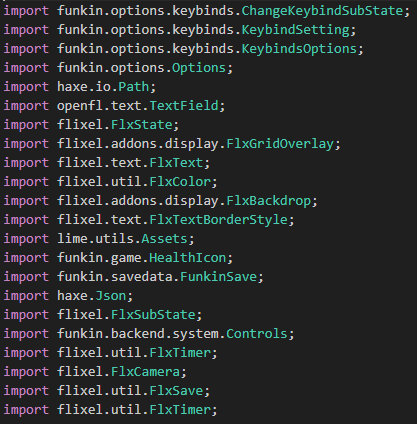 import funkin.options.keybinds.ChangeKeybindSubState;
import funkin.options.keybinds.KeybindSetting;
import funkin.options.keybinds.KeybindsOptions;
import funkin.options.Options;
import haxe.io.Path;
import openfl.text.TextField;
import flixel.FlxState;
import flixel.addons.display.FlxGridOverlay;
import flixel.text.FlxText;
import flixel.util.FlxColor;
import flixel.addons.display.FlxBackdrop;
import flixel.text.FlxTextBorderStyle;
import lime.utils.Assets;
import funkin.game.HealthIcon;
import funkin.savedata.FunkinSave;
import haxe.Json;
import flixel.FlxSubState;
import funkin.backend.system.Controls;
import flixel.util.FlxTimer;
import flixel.FlxCamera;
import flixel.util.FlxSave;
import flixel.util.FlxTimer;